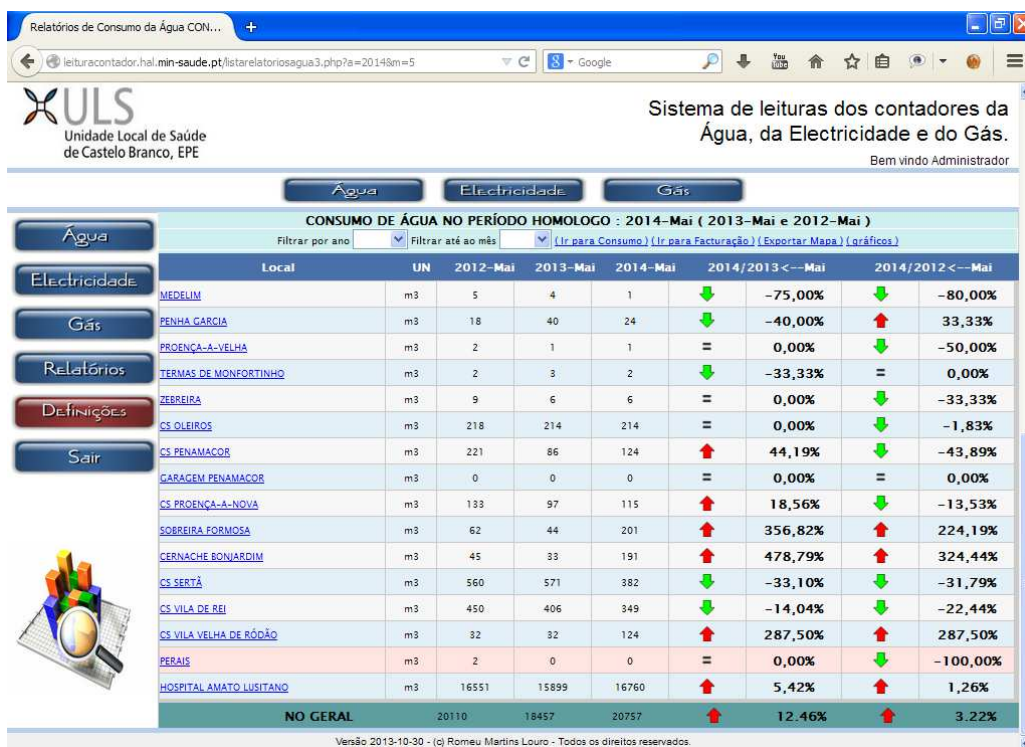 Relatórios de Consumo da Água CON...
leituracontador.hal.min-saude.pt/listarelatoriosagua3.php?a=2014&m=5
Google
You Tube
ULS
Unidade Local de Saúde
de Castelo Branco, EPE
Sistema de leituras dos contadores da
Água, da Electricidade e do Gás.
Bem vindo Administrador
Água Electricidade Gás
Água
Electricidade
Gás
Relatórios
Definições
Sair
CONSUMO DE ÁGUA NO PERÍODO HOMOLOGO : 2014-Mai ( 2013-Mai e 2012-Mai )
Filtrar por ano Filtrar até ao mês ( Ir para Consumo ) ( Ir para Facturação ) ( Exportar Mapa ) ( gráficos )
Local UN 2012-Mai 2013-Mai 2014-Mai 2014/2013<--Mai 2014/2012<--Mai
MEDELIM m3 5 4 1 -75,00% -80,00%
PENHA GARCIA m3 18 40 24 -40,00% 33,33%
PROENÇA-A-VELHA m3 2 1 1 = 0,00% -50,00%
TERMAS DE MONFORTINHO m3 2 3 2 -33,33% = 0,00%
ZEBREIRA m3 9 6 6 = 0,00% -33,33%
CS OLEIROS m3 218 214 214 = 0,00% -1,83%
CS PENAMACOR m3 221 86 124 44,19% -43,89%
GARAGEM PENAMACOR m3 0 0 0 = 0,00% = 0,00%
CS PROENÇA-A-NOVA m3 133 97 115 18,56% -13,53%
SOBREIRA FORMOSA m3 62 44 201 356,82% 224,19%
CERNACHE BONJARDIM m3 45 33 191 478,79% 324,44%
CS SERTÃ m3 560 571 382 -33,10% -31,79%
CS VILA DE REI m3 450 406 349 -14,04% -22,44%
CS VILA VELHA DE RÓDÃO m3 32 32 124 287,50% 287,50%
PERAIS m3 2 0 0 = 0,00% -100,00%
HOSPITAL AMATO LUSITANO m3 16551 15899 16760 5,42% 1,26%
NO GERAL 20110 18457 20757 12.46% 3.22%
Versão 2013-10-30 - (c) Romeu Martins Louro - Todos os direitos reservados.